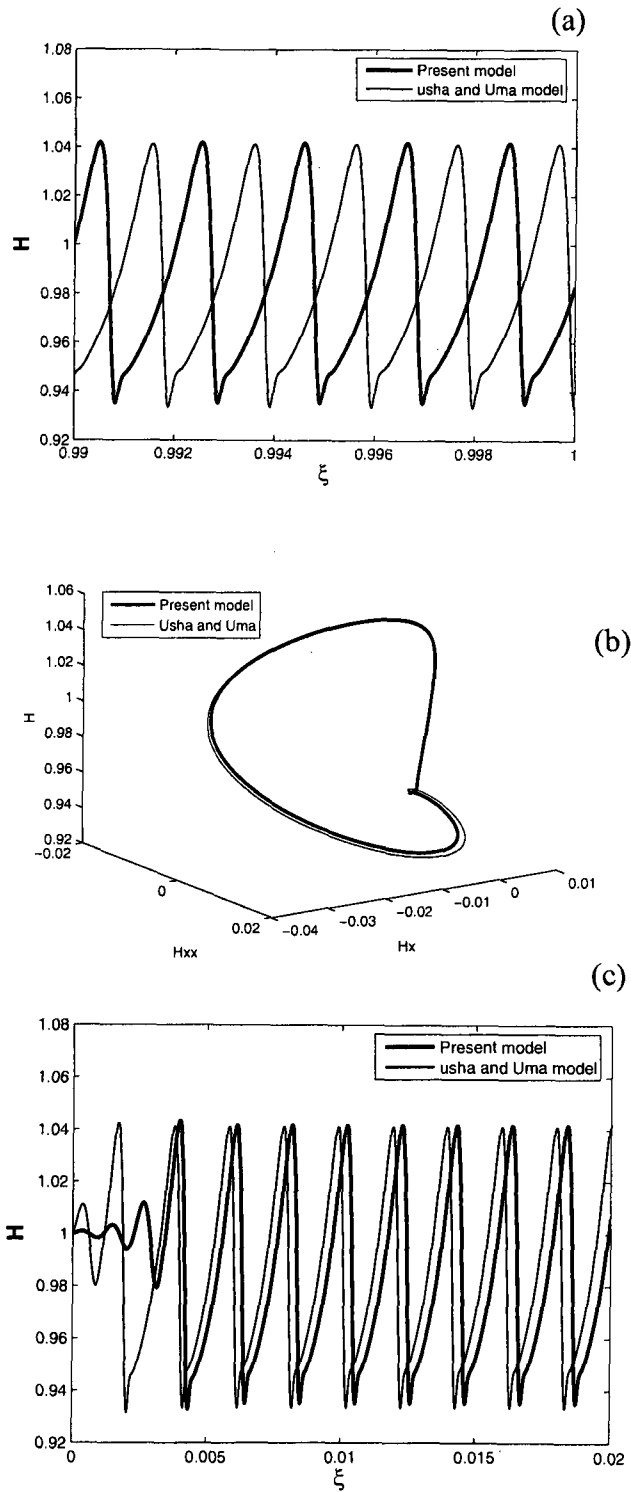 (a)
1.08
1.06
1.04
1.02
1
0.98
0.96
0.94
0.92
H
Present model
usha and Uma model
0.99
0.992
0.994
0.996
0.998
1
ξ
(b)
1.06
1.04
1.02
1
0.98
0.96
0.94
0.92
H
Present model
Usha and Uma
−0.02
0
0.02
Hxx
−0.04
−0.03
−0.02
−0.01
0
0.01
Hx
(c)
1.08
1.06
1.04
1.02
1
0.98
0.96
0.94
0.92
H
Present model
usha and Uma model
0
0.005
0.01
0.015
0.02
ξ